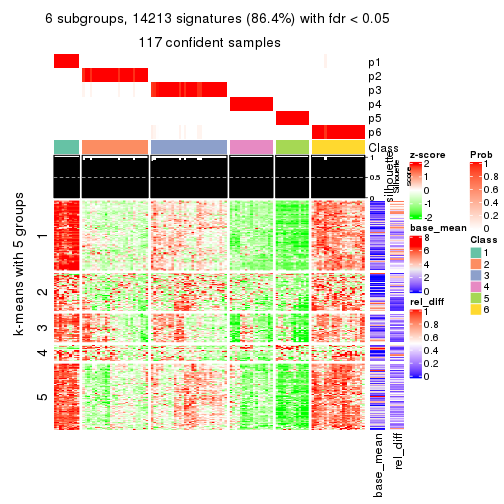 6 subgroups, 14213 signatures (86.4%) with fdr < 0.05
117 confident samples
p1
p2
p3
p4
p5
p6
Class
1
0.5
0
silhouette
Silhouette
score
k-means with 5 groups
1
2
3
4
5
base_mean
rel_diff
z-score
2
1
0
-1
-2
base_mean
8
6
4
2
0
rel_diff
1
0.8
0.6
0.4
0.2
0
Prob
1
0.8
0.6
0.4
0.2
0
Class
1
2
3
4
5
6